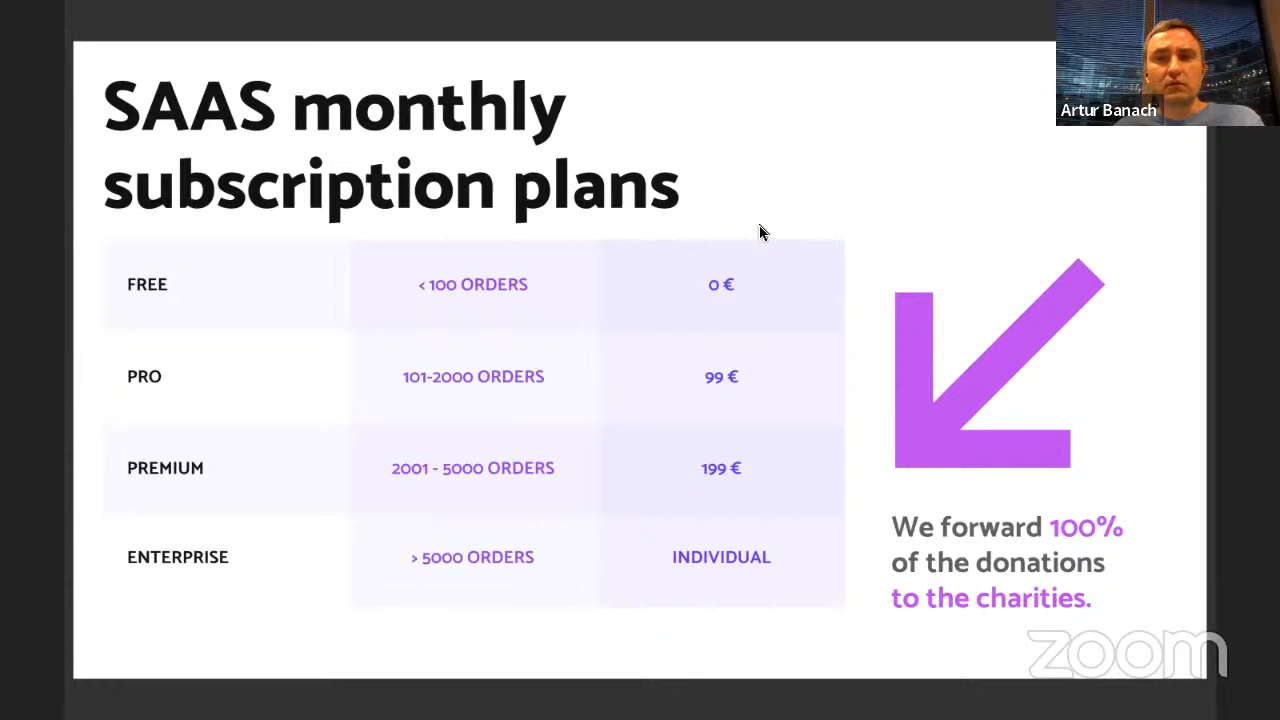 SAAS monthly
subscription plans
Artur Banach
FREE
< 100 ORDERS
0 €
PRO
101-2000 ORDERS
99 €
PREMIUM
2001 - 5000 ORDERS
199 €
ENTERPRISE
> 5000 ORDERS
INDIVIDUAL
We forward 100%
of the donations
to the charities.
zoom